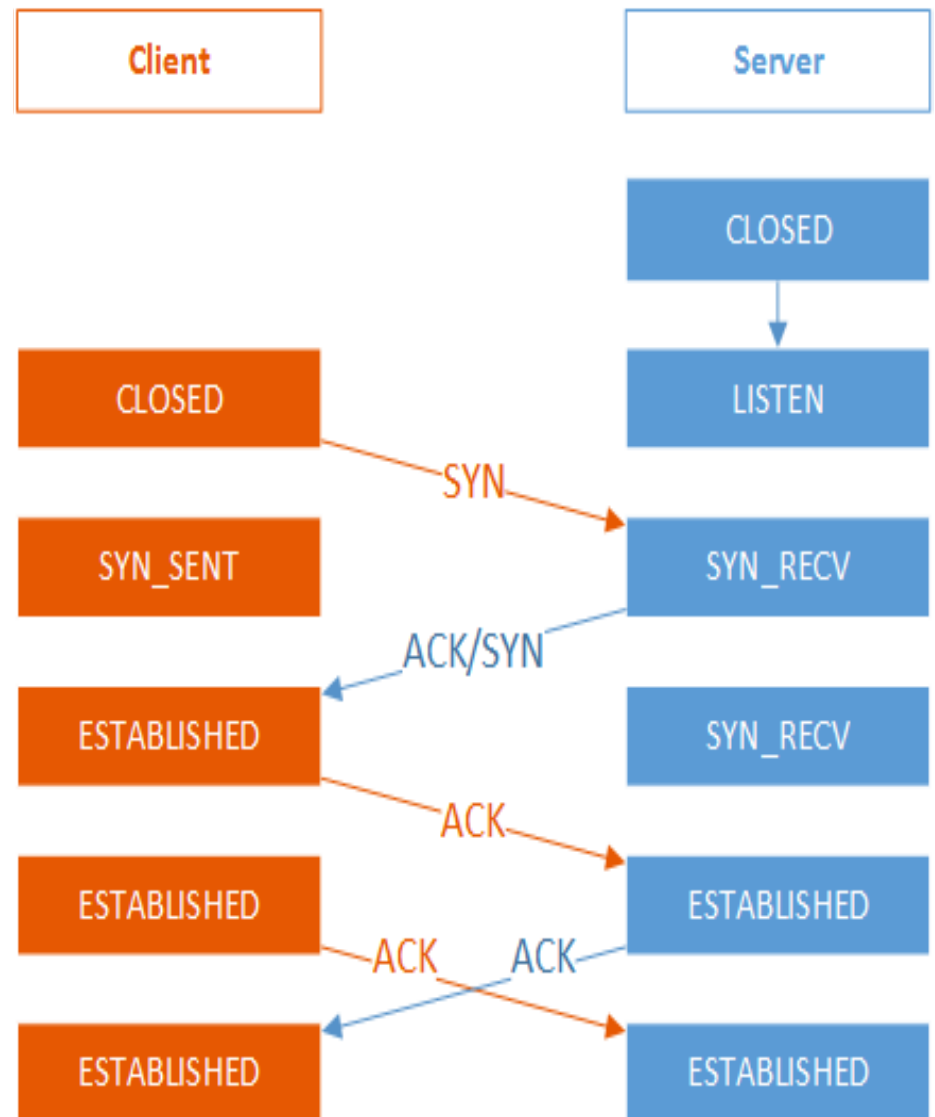 Client
Server
CLOSED
CLOSED
LISTEN
SYN
SYN_SENT
SYN_RECV
ACK/SYN
ESTABLISHED
SYN_RECV
ACK
ESTABLISHED
ESTABLISHED
ACK
ACK
ESTABLISHED
ESTABLISHED